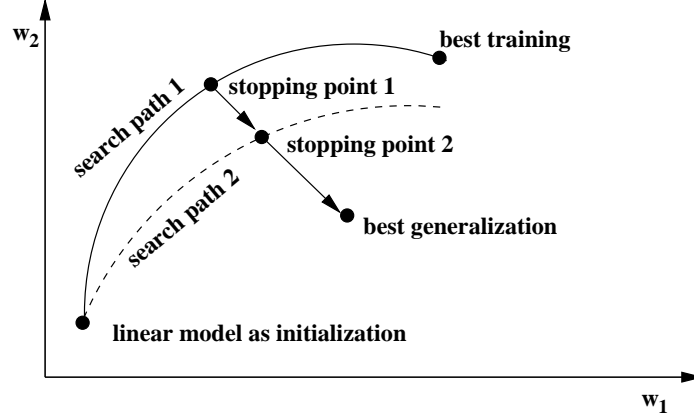 w2
best training
stopping point 1
search path 1
stopping point 2
search path 2
best generalization
linear model as initialization
w1